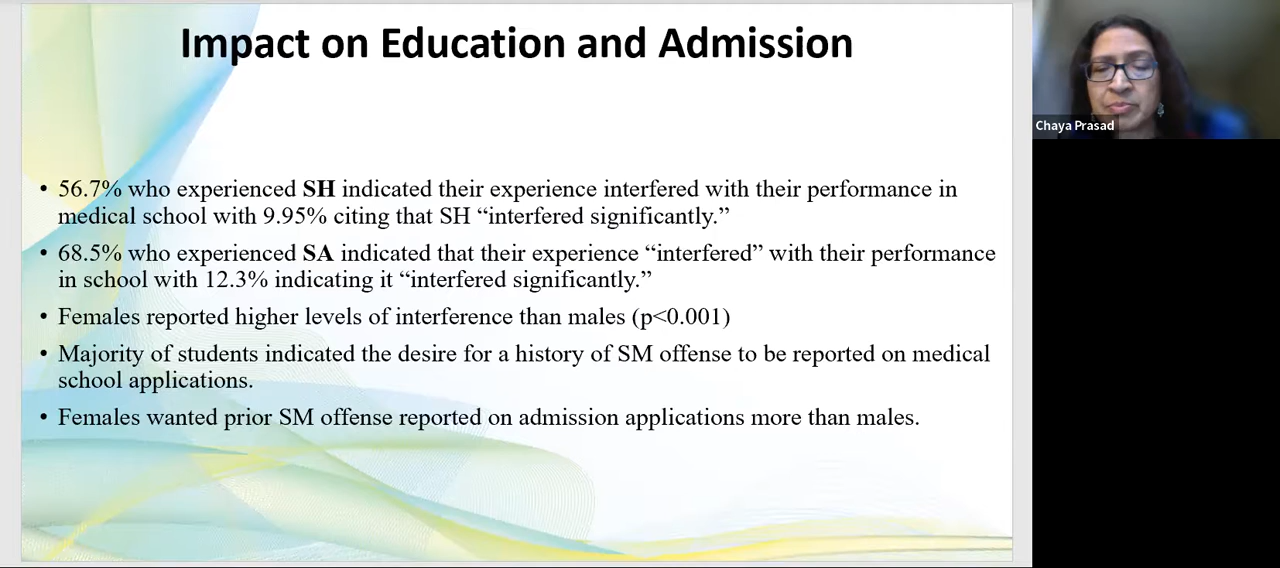 Impact on Education and Admission
• 56.7% who experienced SH indicated their experience interfered with their performance in
medical school with 9.95% citing that SH “interfered significantly.”
• 68.5% who experienced SA indicated that their experience “interfered” with their performance
in school with 12.3% indicating it “interfered significantly.”
• Females reported higher levels of interference than males (p<0.001)
• Majority of students indicated the desire for a history of SM offense to be reported on medical
school applications.
• Females wanted prior SM offense reported on admission applications more than males.
Chaya Prasad